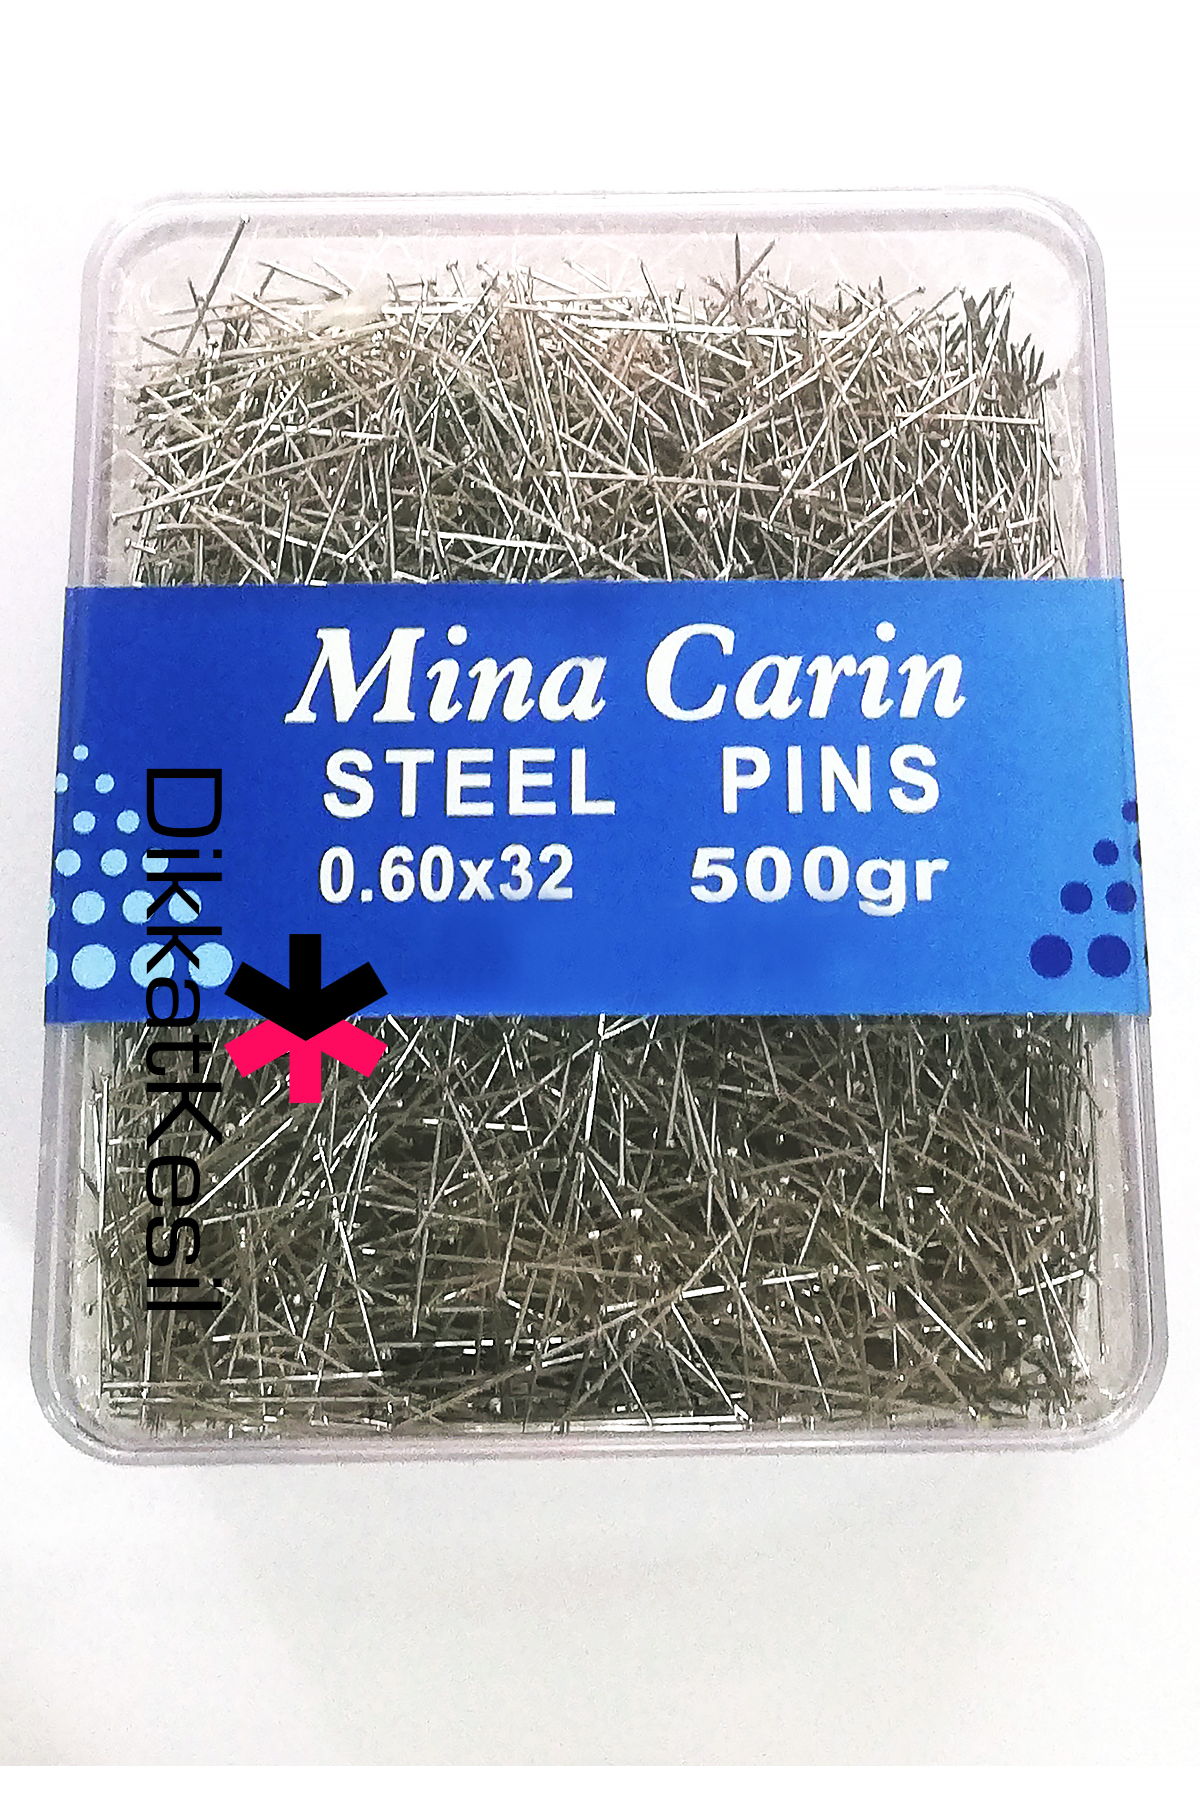 Mina Carin
STEEL PINS
0.60x32 500gr
DikkatKesil